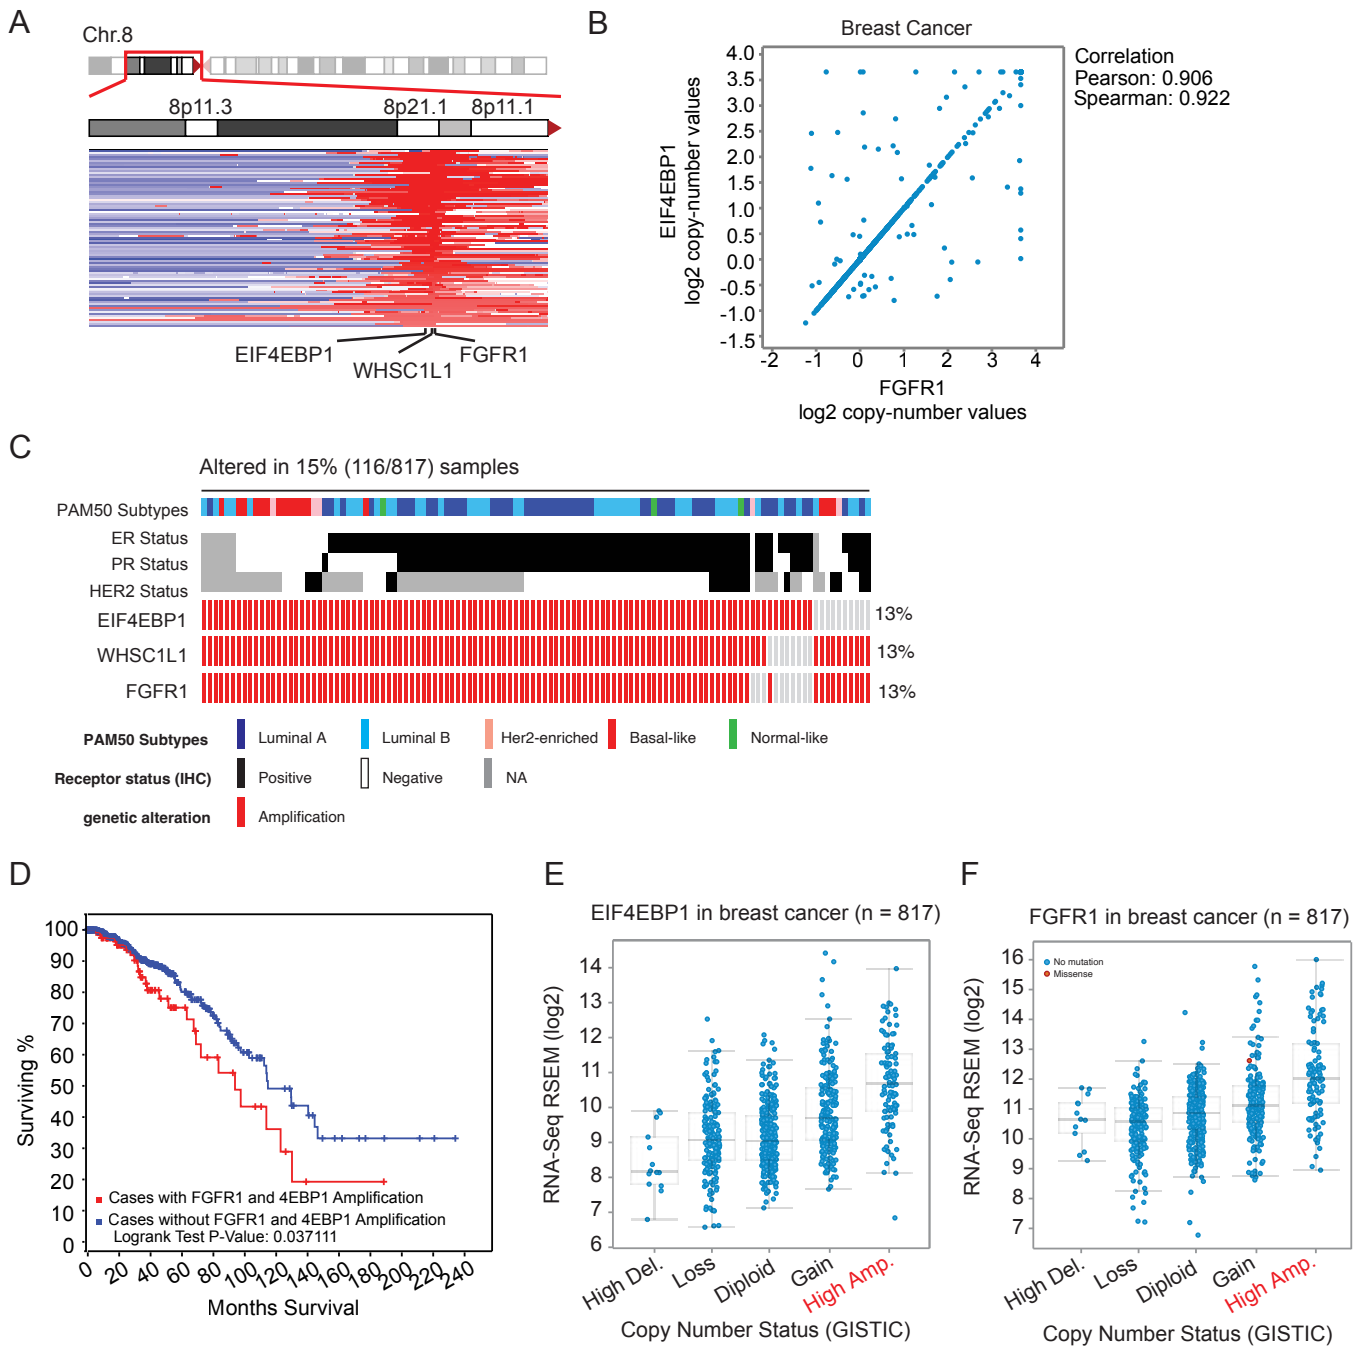 A
Chr.8
8p11.3
8p21.1
8p11.1
EIF4EBP1
WHSC1L1
FGFR1
B
Breast Cancer
EIF4EBP1
log2 copy-number values
4.0
3.5
3.0
2.5
2.0
1.5
1.0
0.5
0.0
-0.5
-1.0
-1.5
-2 -1 0 1 2 3 4
FGFR1
log2 copy-number values
Correlation
Pearson: 0.906
Spearman: 0.922
C
Altered in 15% (116/817) samples
PAM50 Subtypes
ER Status
PR Status
HER2 Status
EIF4EBP1 13%
WHSC1L1 13%
FGFR1 13%
PAM50 Subtypes Luminal A Luminal B Her2-enriched Basal-like Normal-like
Receptor status (IHC) Positive Negative NA
genetic alteration Amplification
D
Surviving %
100
90
80
70
60
50
40
30
20
10
0
Cases with FGFR1 and 4EBP1 Amplification
Cases without FGFR1 and 4EBP1 Amplification
Logrank Test P-Value: 0.037111
0 20 40 60 80 100 120 140 160 180 200 220 240
Months Survival
E
EIF4EBP1 in breast cancer (n = 817)
RNA-Seq RSEM (log2)
14
13
12
11
10
9
8
7
6
High Del. Loss Diploid Gain High Amp.
Copy Number Status (GISTIC)
F
FGFR1 in breast cancer (n = 817)
No mutation
Missense
RNA-Seq RSEM (log2)
16
15
14
13
12
11
10
9
8
7
High Del. Loss Diploid Gain High Amp.
Copy Number Status (GISTIC)